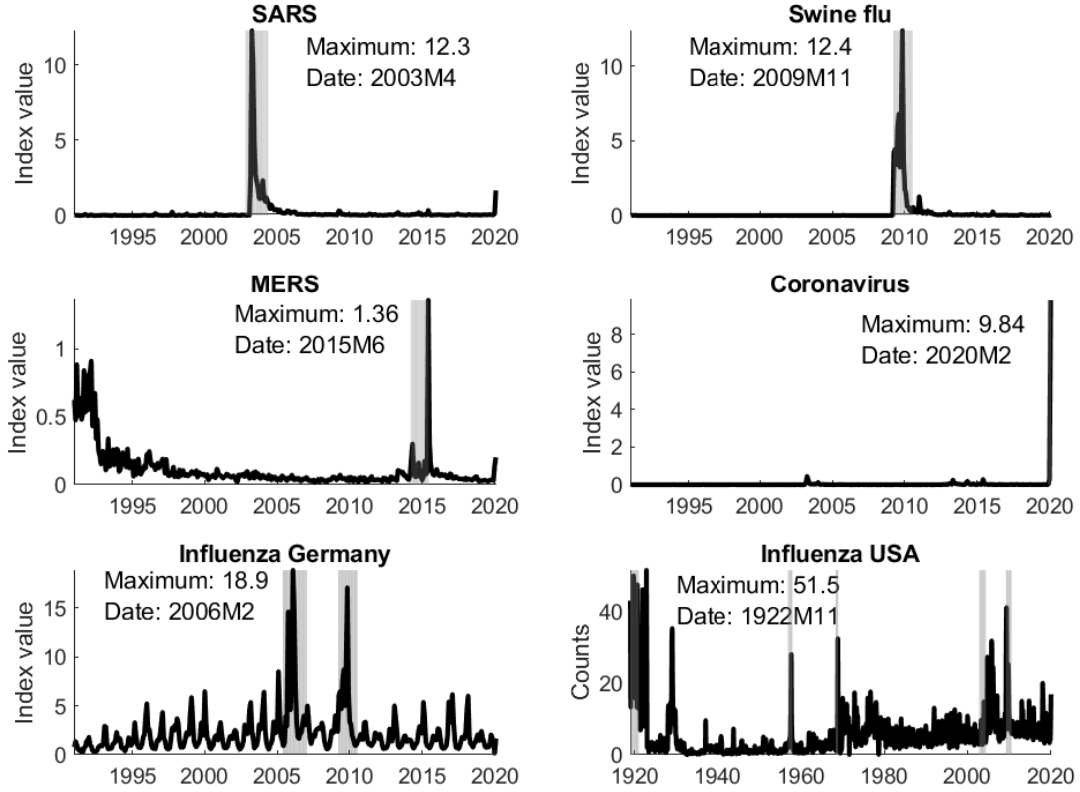 SARS
Maximum: 12.3
Date: 2003M4
Index value
10
5
0
1995 2000 2005 2010 2015 2020
Swine flu
Maximum: 12.4
Date: 2009M11
Index value
10
5
0
1995 2000 2005 2010 2015 2020
MERS
Maximum: 1.36
Date: 2015M6
Index value
1
0.5
0
1995 2000 2005 2010 2015 2020
Coronavirus
Maximum: 9.84
Date: 2020M2
Index value
8
6
4
2
0
1995 2000 2005 2010 2015 2020
Influenza Germany
Maximum: 18.9
Date: 2006M2
Index value
15
10
5
0
1995 2000 2005 2010 2015 2020
Influenza USA
Maximum: 51.5
Date: 1922M11
Counts
40
20
0
1920 1940 1960 1980 2000 2020